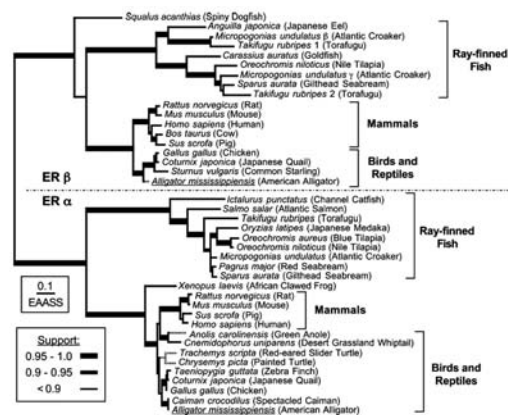 Squalus acanthias (Spiny Dogfish)
Anguilla japonica (Japanese Eel)
Micropogonias undulatus β (Atlantic Croaker)
Takifugu rubripes 1 (Torafugu)
Carassius auratus (Goldfish)
Oreochromis niloticus (Nile Tilapia)
Micropogonias undulatus γ (Atlantic Croaker)
Sparus aurata (Gilthead Seabream)
Takifugu rubripes 2 (Torafugu)
Ray-finned
Fish
Rattus norvegicus (Rat)
Mus musculus (Mouse)
Homo sapiens (Human)
Bos taurus (Cow)
Sus scrofa (Pig)
Mammals
Gallus gallus (Chicken)
Coturnix japonica (Japanese Quail)
Sturnus vulgaris (Common Starling)
Alligator mississippiensis (American Alligator)
Birds and
Reptiles
ER β
ER α
Ictalurus punctatus (Channel Catfish)
Salmo salar (Atlantic Salmon)
Takifugu rubripes (Torafugu)
Oryzias latipes (Japanese Medaka)
Oreochromis aureus (Blue Tilapia)
Oreochromis niloticus (Nile Tilapia)
Micropogonias undulatus (Atlantic Croaker)
Pagrus major (Red Seabream)
Sparus aurata (Gilthead Seabream)
Ray-finned
Fish
Xenopus laevis (African Clawed Frog)
Rattus norvegicus (Rat)
Mus musculus (Mouse)
Sus scrofa (Pig)
Homo sapiens (Human)
Mammals
Anolis carolinensis (Green Anole)
Cnemidophorus uniparens (Desert Grassland Whiptail)
Trachemys scripta (Red-eared Slider Turtle)
Chrysemys picta (Painted Turtle)
Taeniopygia guttata (Zebra Finch)
Coturnix japonica (Japanese Quail)
Gallus gallus (Chicken)
Caiman crocodilus (Spectacled Caiman)
Alligator mississippiensis (American Alligator)
Birds and
Reptiles
0.1
EAASS
Support:
0.95 - 1.0
0.9 - 0.95
<0.9